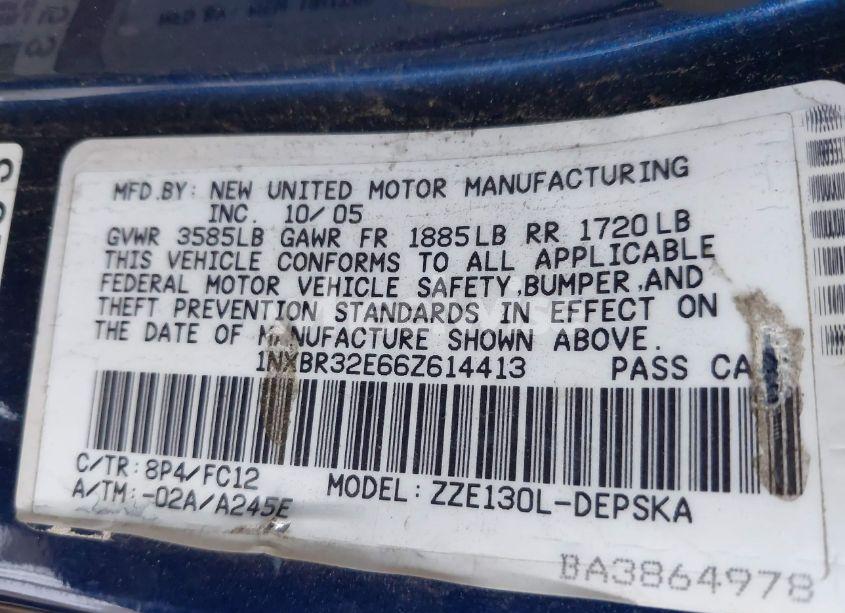 MFD.BY: NEW UNITED MOTOR MANUFACTURING
INC. 10/05
GVWR 3585LB GAWR FR 1885LB RR 1720LB
THIS VEHICLE CONFORMS TO ALL APPLICABLE
FEDERAL MOTOR VEHICLE SAFETY,BUMPER,AND
THEFT PREVENTION STANDARDS IN EFFECT ON
THE DATE OF MANUFACTURE SHOWN ABOVE.
1NXBR32E66Z614413 PASS CA
C/TR:8P4/FC12
A/TM:-02A/A245E MODEL:ZZE130L-DEPSKA
BA3864978